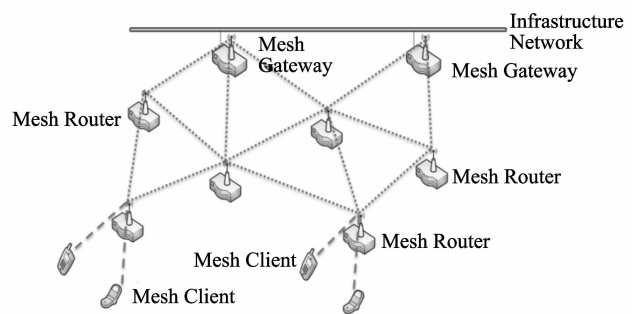 Infrastructure
Network
Mesh
Gateway
Mesh Gateway
Mesh Router
Mesh Router
Mesh Router
Mesh Client
Mesh Client